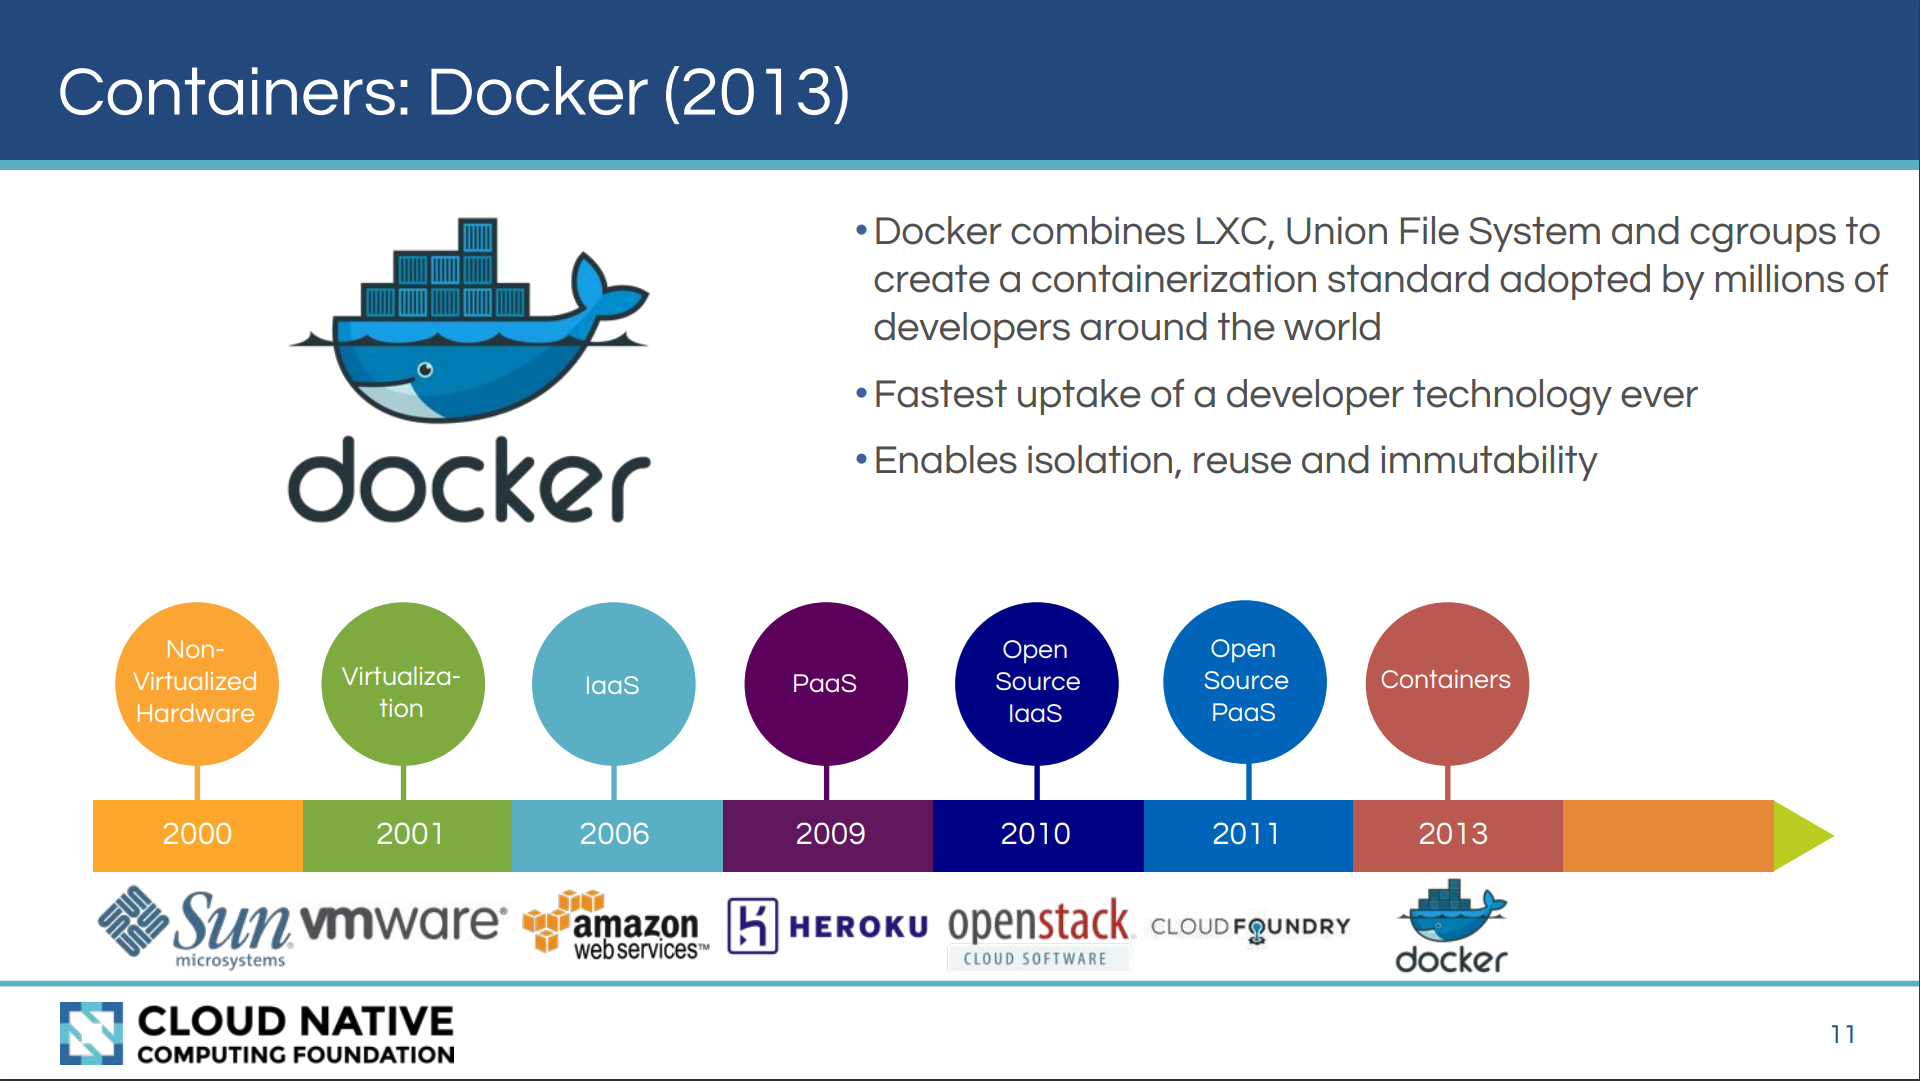 Containers: Docker (2013)
docker
•Docker combines LXC, Union File System and cgroups to
create a containerization standard adopted by millions of
developers around the world
•Fastest uptake of a developer technology ever
•Enables isolation, reuse and immutability
Non-
Virtualized
Hardware
Virtualiza-
tion
IaaS
PaaS
Open
Source
IaaS
Open
Source
PaaS
Containers
2000
2001
2006
2009
2010
2011
2013
Sun
microsystems
vmware®
amazon
webservices™
HEROKU
openstack
CLOUD SOFTWARE
CLOUD FOUNDRY
docker
CLOUD NATIVE
COMPUTING FOUNDATION
11